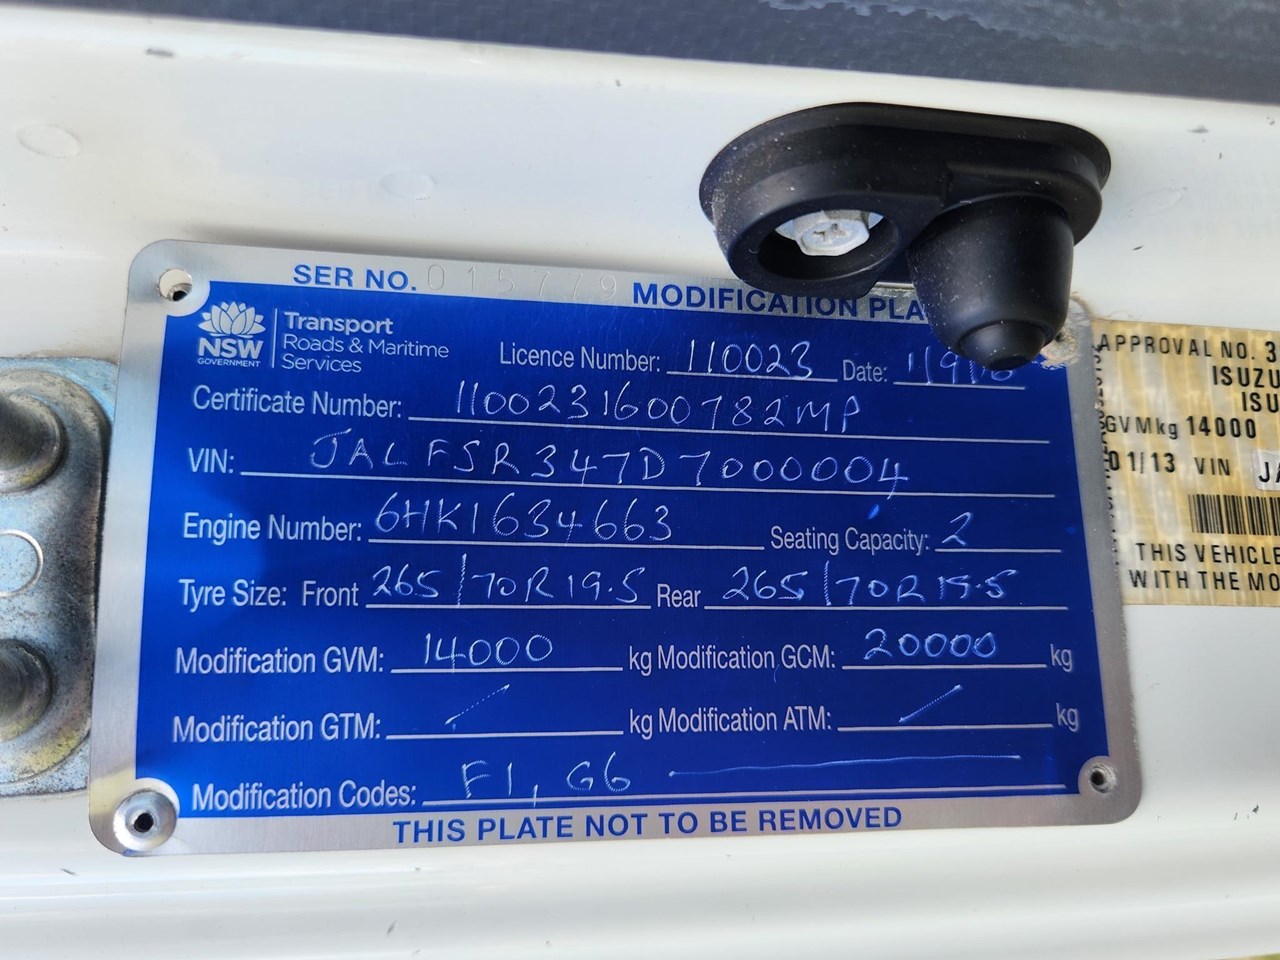 SER NO. 015779 MODIFICATION PLA
NSW
GOVERNMENT
Transport
Roads & Maritime
Services
Licence Number: 110023 Date:
Certificate Number: 1100231600782MP
VIN: JALFSR347D7000004
Engine Number: 6HK1634663 Seating Capacity: 2
Tyre Size: Front 265/70R19.5 Rear 265/70R19.5
Modification GVM: 14000 kg Modification GCM: 20000 kg
Modification GTM: / kg Modification ATM: / kg
Modification Codes: F1, G6
THIS PLATE NOT TO BE REMOVED
APPROVAL NO. 3
ISUZU
ISU
GVM kg 14000
01/13 VIN JA
THIS VEHICLE
WITH THE MO